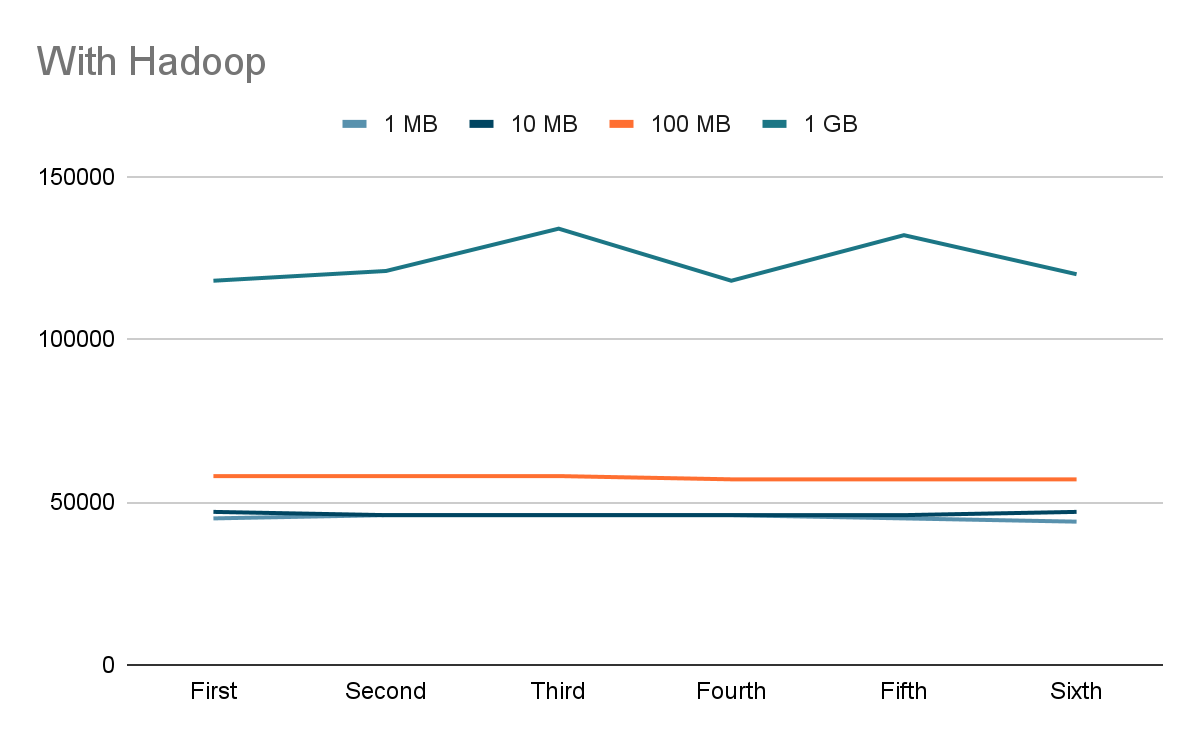 With Hadoop
1 MB 10 MB 100 MB 1 GB
150000
100000
50000
0
First Second Third Fourth Fifth Sixth